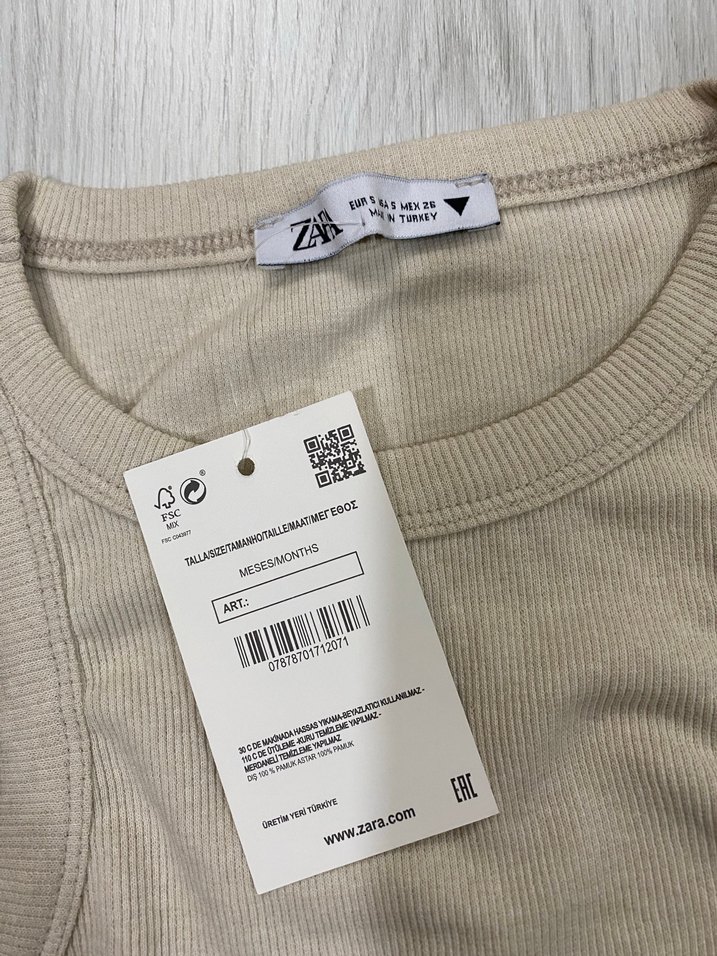 ZARA
EUR S USA S MEX 26
IN TURKEY
FSC
MIX
FSC C043977
TALLA/SIZE/TAMANHO/TAILLE/MAAT/ΜΕΓΕΘΟΣ
MESES/MONTHS
ART.:
07878701712071
30 C DE MAKİNADA HASSAS YIKAMA-BEYAZLATICI KULLANILMAZ -
110 C DE ÜTÜLEME -KURU TEMİZLEME YAPILMAZ -
MERDANELİ TEMİZLEME YAPILMAZ
DIŞ 100 % PAMUK ASTAR 100% PAMUK
ÜRETİM YERİ TÜRKİYE
www.zara.com
EAC